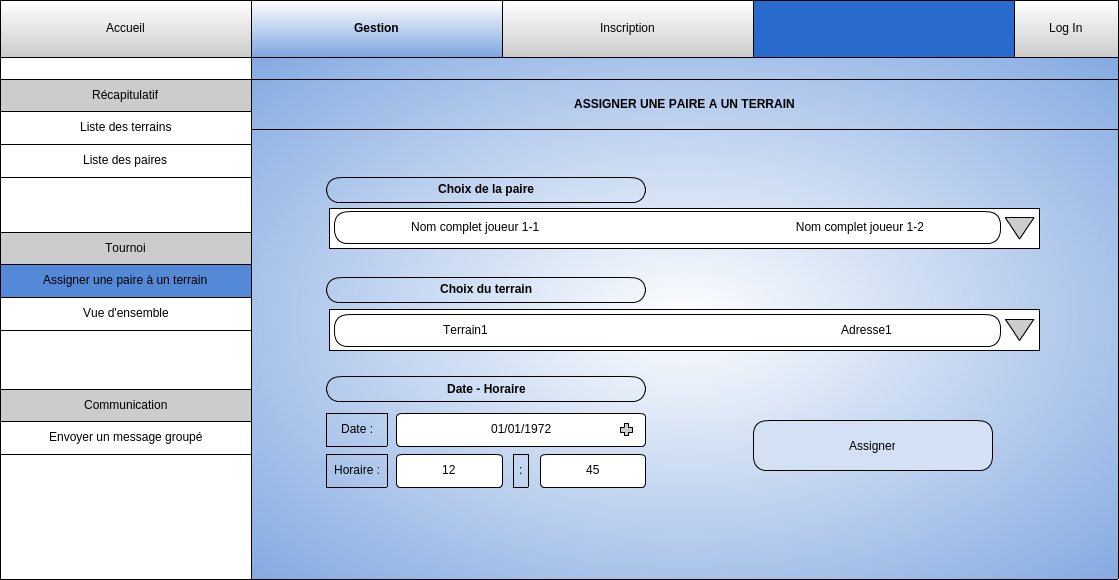 Accueil
Gestion
Inscription
Log In
Récapitulatif
Liste des terrains
Liste des paires
Tournoi
Assigner une paire à un terrain
Vue d'ensemble
Communication
Envoyer un message groupé
ASSIGNER UNE PAIRE A UN TERRAIN
Choix de la paire
Nom complet joueur 1-1
Nom complet joueur 1-2
Choix du terrain
Terrain1
Adresse1
Date - Horaire
Date :
01/01/1972
Horaire :
12
:
45
Assigner